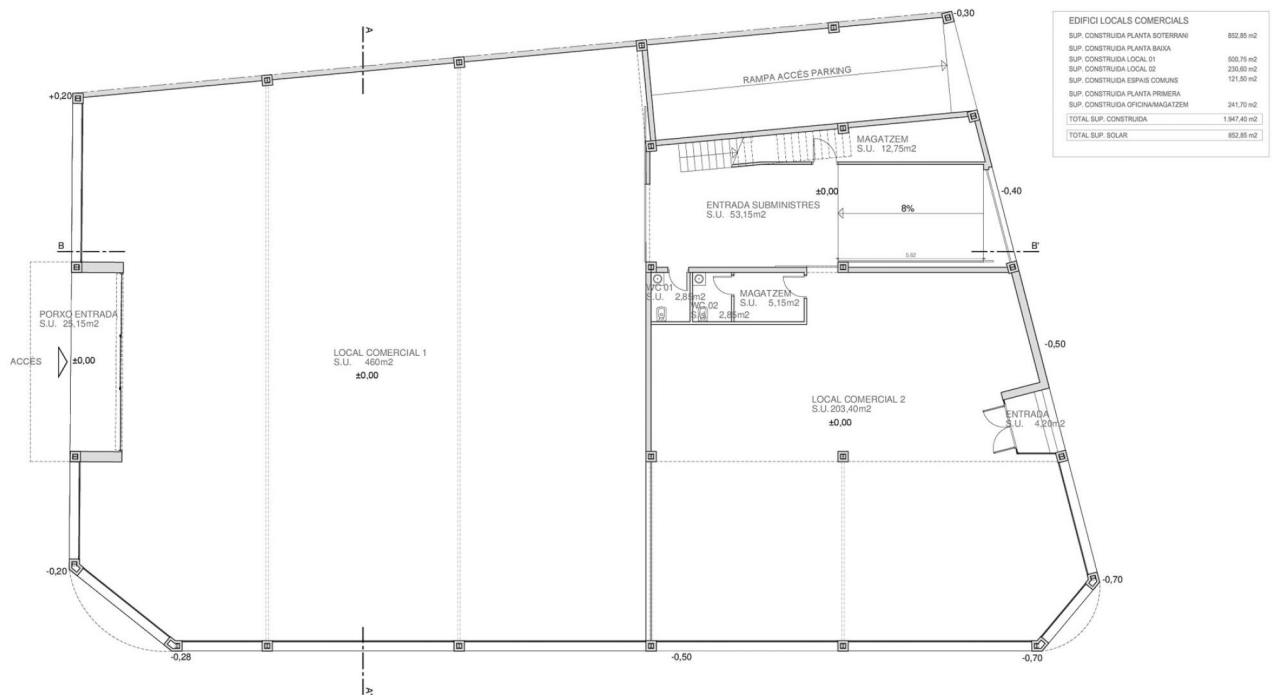 EDIFICI LOCALS COMERCIALS
SUP. CONSTRUIDA PLANTA SOTERRANI 852,85 m2
SUP. CONSTRUIDA PLANTA BAIXA
SUP. CONSTRUIDA LOCAL 01 500,75 m2
SUP. CONSTRUIDA LOCAL 02 230,60 m2
SUP. CONSTRUIDA ESPAIS COMUNS 121,50 m2
SUP. CONSTRUIDA PLANTA PRIMERA
SUP. CONSTRUIDA OFICINA/MAGATZEM 241,70 m2
TOTAL SUP. CONSTRUIDA 1.947,40 m2
TOTAL SUP. SOLAR 852,85 m2
-0,30
A
RAMPA ACCÉS PARKING
+0,20
MAGATZEM
S.U. 12,75m2
±0,00
-0,40
ENTRADA SUBMINISTRES
S.U. 53,15m2
8%
B
B'
5.62
WC 01
S.U. 2,85m2
MAGATZEM
S.U. 5,15m2
WC 02
S.U. 2,85m2
PORXO ENTRADA
S.U. 25,15m2
ACCÉS
±0,00
LOCAL COMERCIAL 1
S.U. 460m2
±0,00
-0,50
LOCAL COMERCIAL 2
S.U. 203,40m2
±0,00
ENTRADA
S.U. 4,20m2
-0,20
-0,70
-0,28
-0,50
-0,70
A'